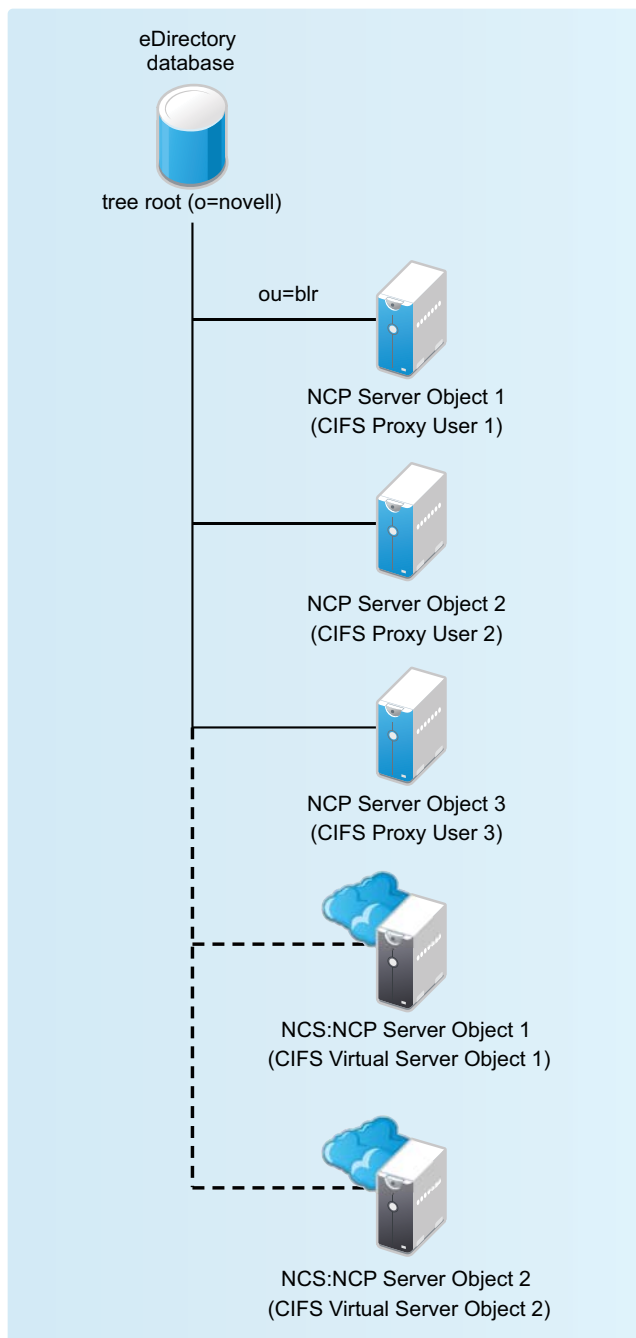 eDirectory
database
tree root (o=novell)
ou=blr
NCP Server Object 1
(CIFS Proxy User 1)
NCP Server Object 2
(CIFS Proxy User 2)
NCP Server Object 3
(CIFS Proxy User 3)
NCS:NCP Server Object 1
(CIFS Virtual Server Object 1)
NCS:NCP Server Object 2
(CIFS Virtual Server Object 2)